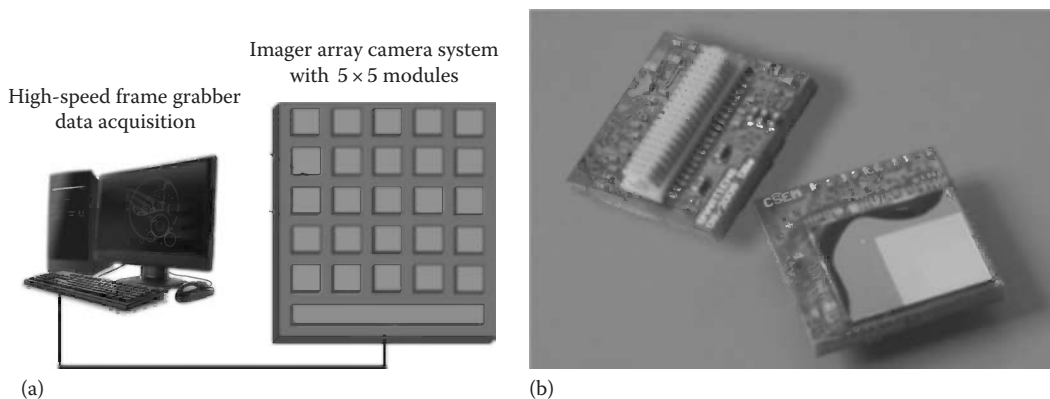 Imager array camera system
with 5 × 5 modules
High-speed frame grabber
data acquisition
CSEM
(a)
(b)